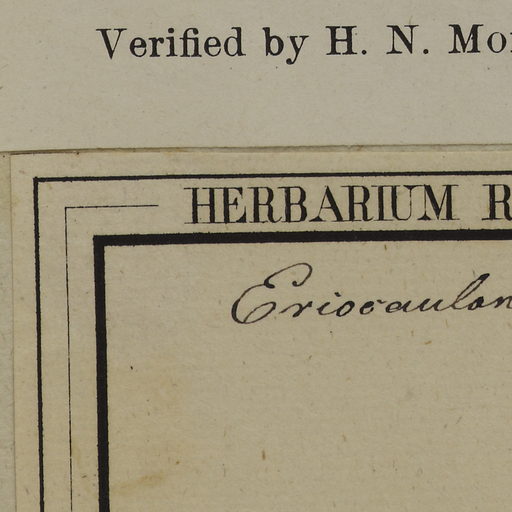 Verified by H. N. Mo
HERBARIUM R
Eriocaulon